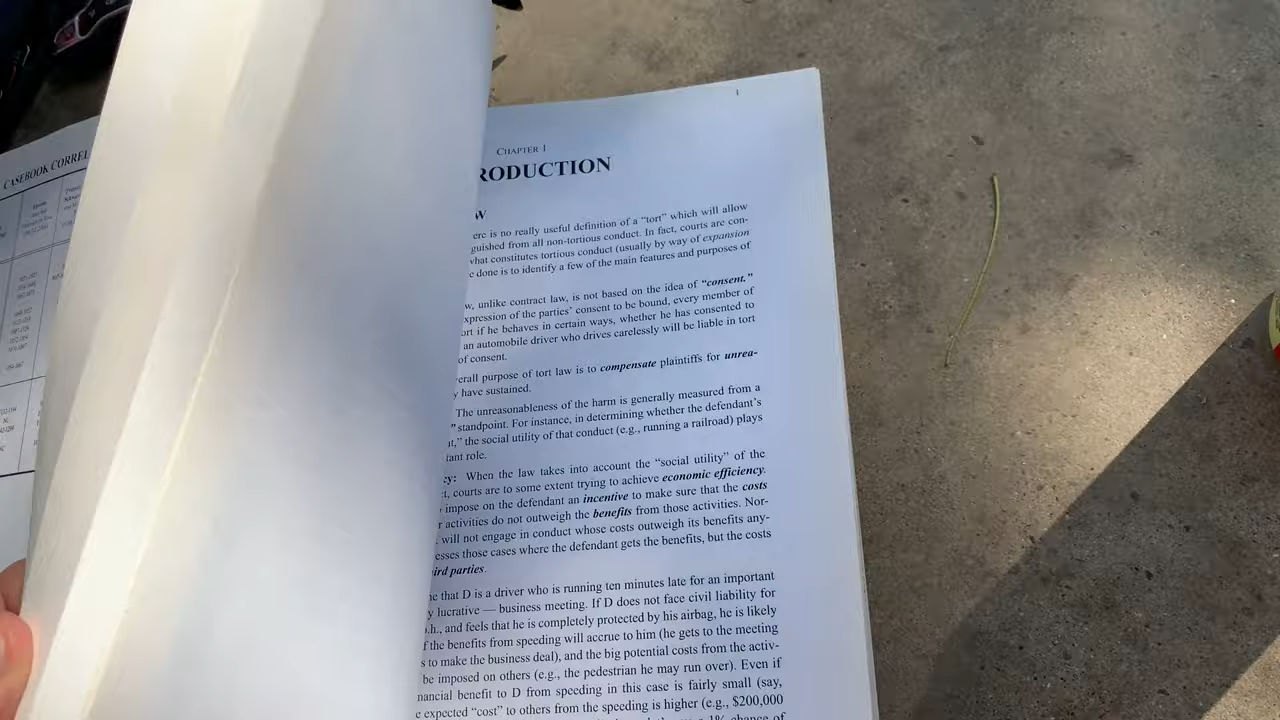 CASEBOOK CORREL
1
CHAPTER 1
RODUCTION
W
ere is no really useful definition of a “tort” which will allow
guished from all non-tortious conduct. In fact, courts are con-
what constitutes tortious conduct (usually by way of expansion
e done is to identify a few of the main features and purposes of
w, unlike contract law, is not based on the idea of “consent.”
xpression of the parties’ consent to be bound, every member of
ort if he behaves in certain ways, whether he has consented to
an automobile driver who drives carelessly will be liable in tort
of consent.
erall purpose of tort law is to compensate plaintiffs for unrea-
y have sustained.
The unreasonableness of the harm is generally measured from a
” standpoint. For instance, in determining whether the defendant’s
nt,” the social utility of that conduct (e.g., running a railroad) plays
tant role.
cy: When the law takes into account the “social utility” of the
t, courts are to some extent trying to achieve economic efficiency.
impose on the defendant an incentive to make sure that the costs
r activities do not outweigh the benefits from those activities. Nor-
will not engage in conduct whose costs outweigh its benefits any-
esses those cases where the defendant gets the benefits, but the costs
ird parties.
ne that D is a driver who is running ten minutes late for an important
y lucrative — business meeting. If D does not face civil liability for
.h., and feels that he is completely protected by his airbag, he is likely
f the benefits from speeding will accrue to him (he gets to the meeting
s to make the business deal), and the big potential costs from the activ-
be imposed on others (e.g., the pedestrian he may run over). Even if
nancial benefit to D from speeding in this case is fairly small (say,
e expected “cost” to others from the speeding is higher (e.g., $200,000
1% chance of